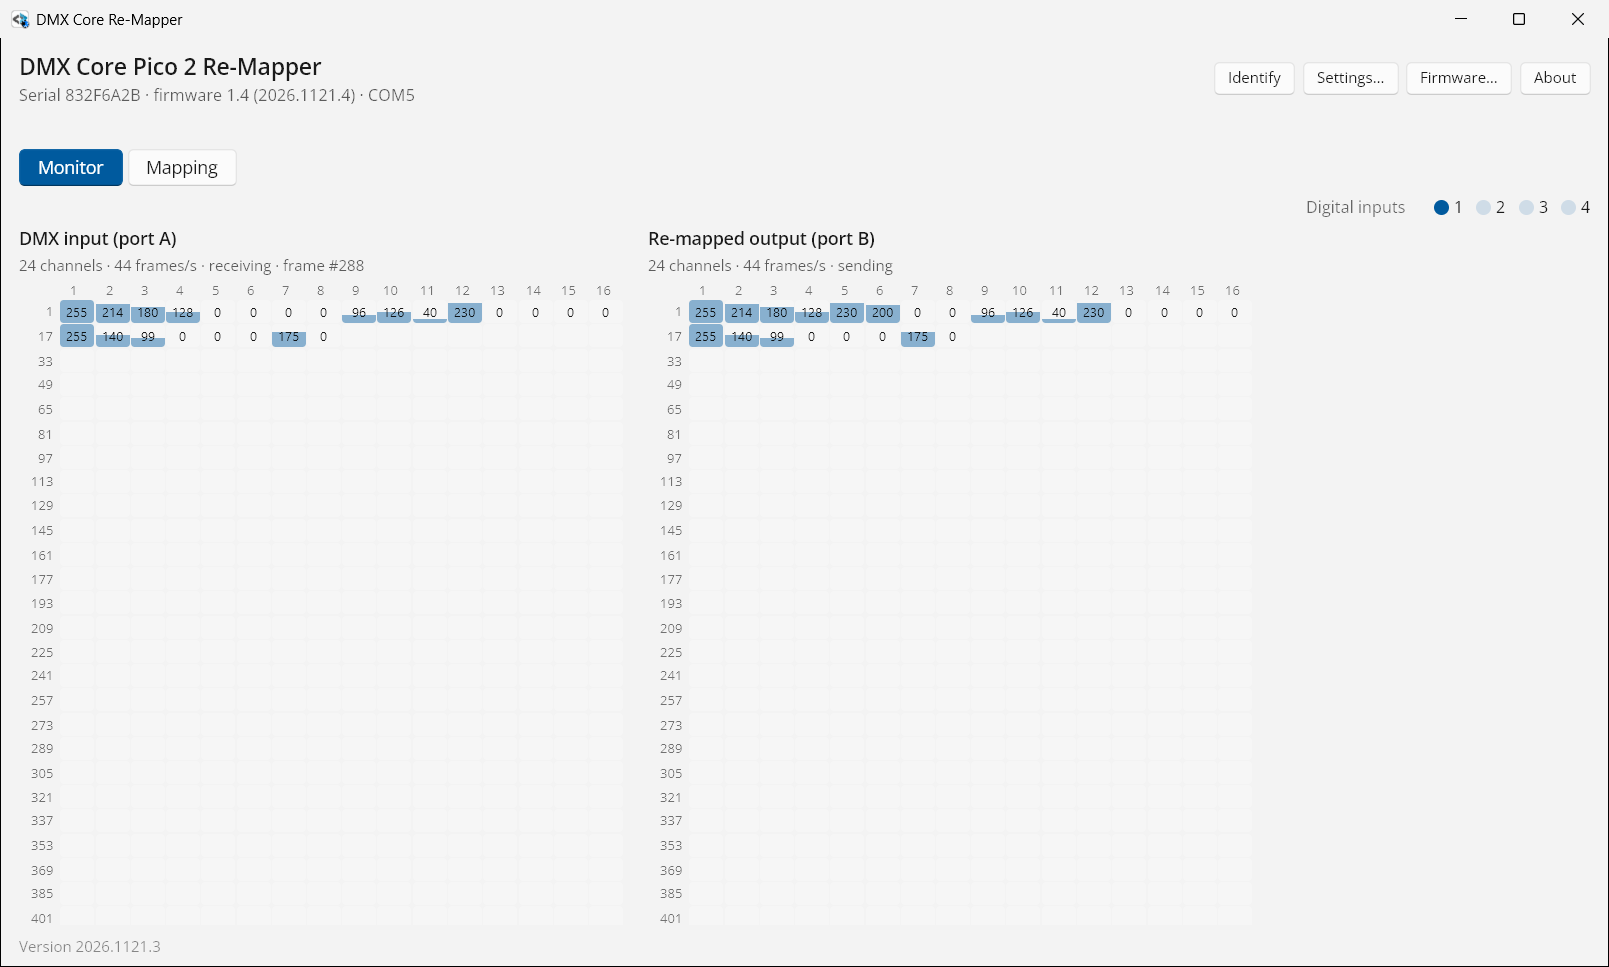 DMX Core Re-Mapper
DMX Core Pico 2 Re-Mapper
Serial 832F6A2B · firmware 1.4 (2026.1121.4) · COM5
Identify
Settings...
Firmware...
About
Monitor
Mapping
Digital inputs 1 2 3 4
DMX input (port A)
24 channels · 44 frames/s · receiving · frame #288
1 2 3 4 5 6 7 8 9 10 11 12 13 14 15 16
1 255 214 180 128 0 0 0 0 96 126 40 230 0 0 0 0
17 255 140 99 0 0 0 175 0
33
49
65
81
97
113
129
145
161
177
193
209
225
241
257
273
289
305
321
337
353
369
385
401
Re-mapped output (port B)
24 channels · 44 frames/s · sending
1 2 3 4 5 6 7 8 9 10 11 12 13 14 15 16
1 255 214 180 128 230 200 0 0 96 126 40 230 0 0 0 0
17 255 140 99 0 0 0 175 0
33
49
65
81
97
113
129
145
161
177
193
209
225
241
257
273
289
305
321
337
353
369
385
401
Version 2026.1121.3